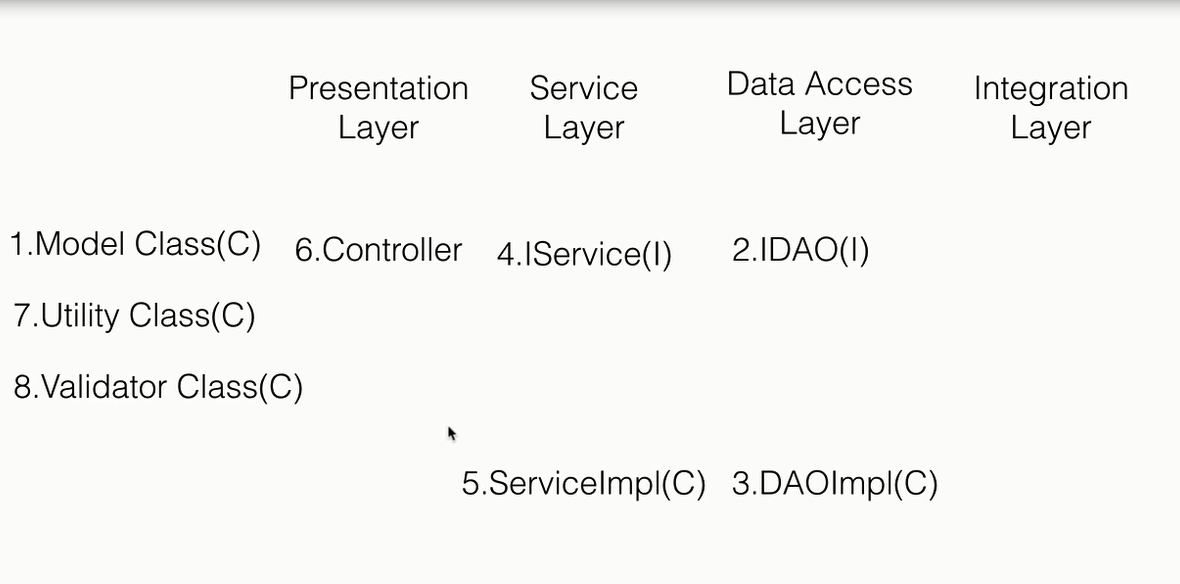 Presentation
Layer
Service
Layer
Data Access
Layer
Integration
Layer
1.Model Class(C)
6.Controller
4.IService(I)
2.IDAO(I)
7.Utility Class(C)
8.Validator Class(C)
5.ServiceImpl(C)
3.DAOImpl(C)